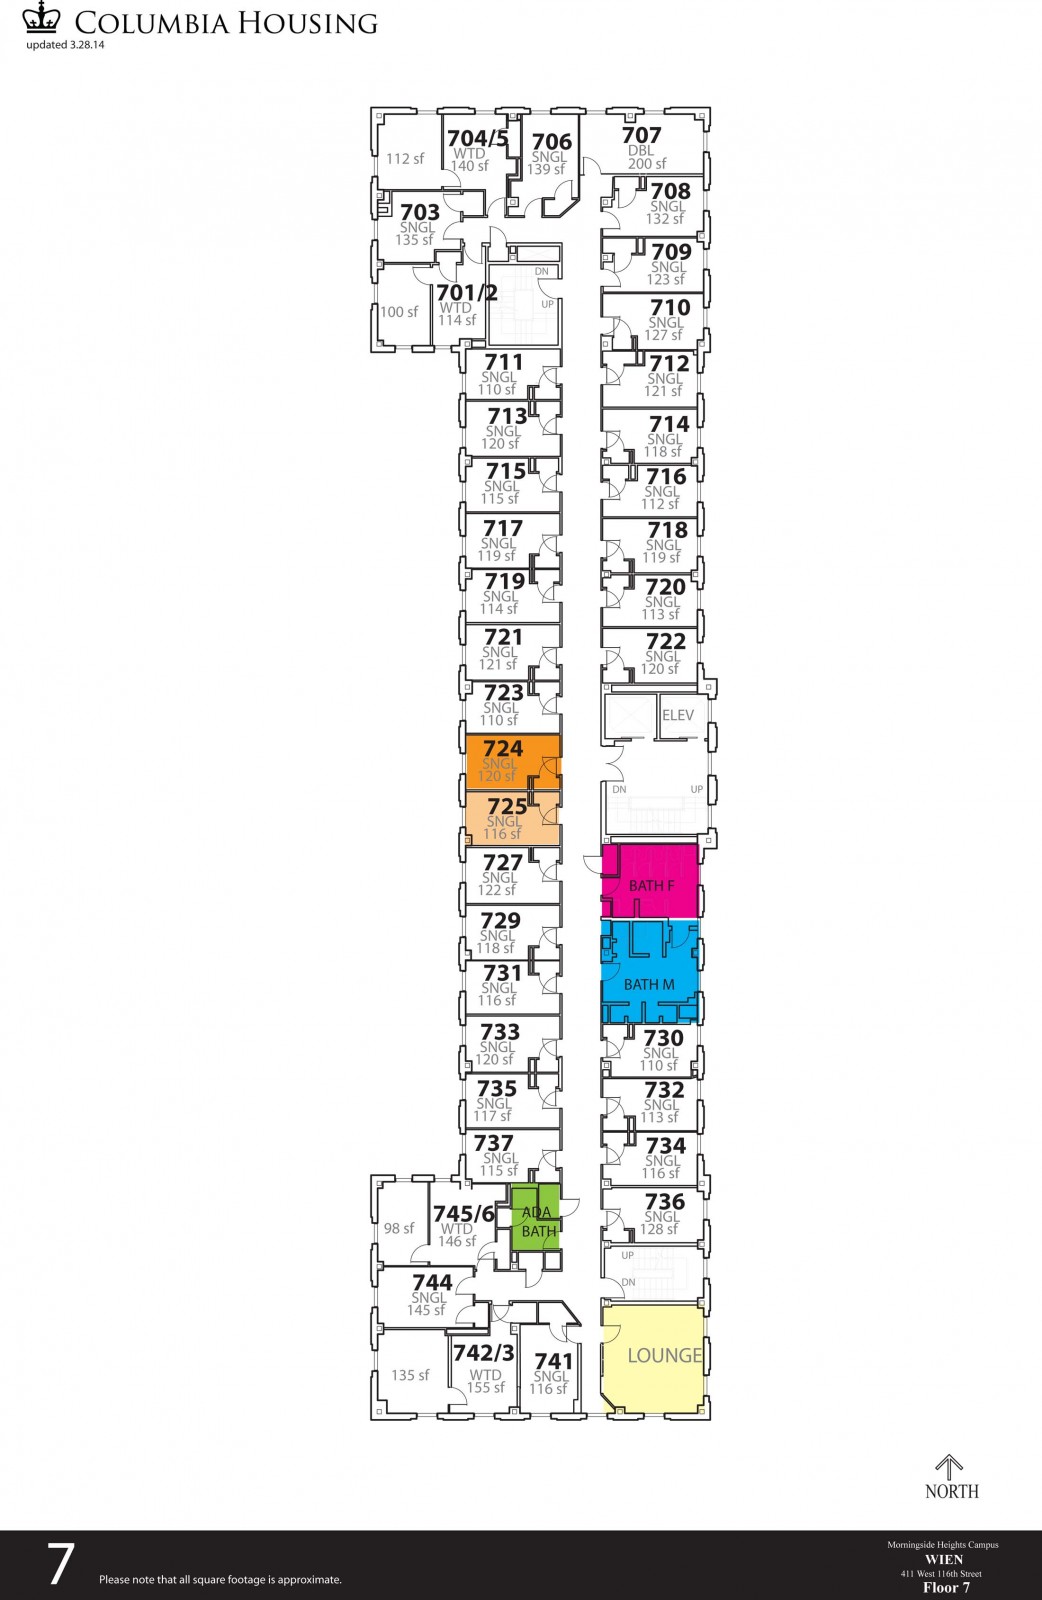 COLUMBIA HOUSING
updated 3.28.14
112 sf
704/5
WTD
140 sf
706
SNGL
139 sf
707
DBL
200 sf
703
SNGL
135 sf
708
SNGL
132 sf
709
SNGL
123 sf
100 sf
701/2
WTD
114 sf
DN
UP
710
SNGL
127 sf
711
SNGL
110 sf
712
SNGL
121 sf
713
SNGL
120 sf
714
SNGL
118 sf
715
SNGL
115 sf
716
SNGL
112 sf
717
SNGL
119 sf
718
SNGL
119 sf
719
SNGL
114 sf
720
SNGL
113 sf
721
SNGL
121 sf
722
SNGL
120 sf
723
SNGL
110 sf
ELEV
724
SNGL
120 sf
DN
UP
725
SNGL
116 sf
727
SNGL
122 sf
BATH F
729
SNGL
118 sf
731
SNGL
116 sf
BATH M
733
SNGL
120 sf
730
SNGL
110 sf
735
SNGL
117 sf
732
SNGL
113 sf
737
SNGL
115 sf
734
SNGL
116 sf
98 sf
745/6
WTD
146 sf
ADA
BATH
736
SNGL
128 sf
UP
DN
744
SNGL
145 sf
135 sf
742/3
WTD
155 sf
741
SNGL
116 sf
LOUNGE
NORTH
7
Please note that all square footage is approximate.
Morningside Heights Campus
WIEN
411 West 116th Street
Floor 7